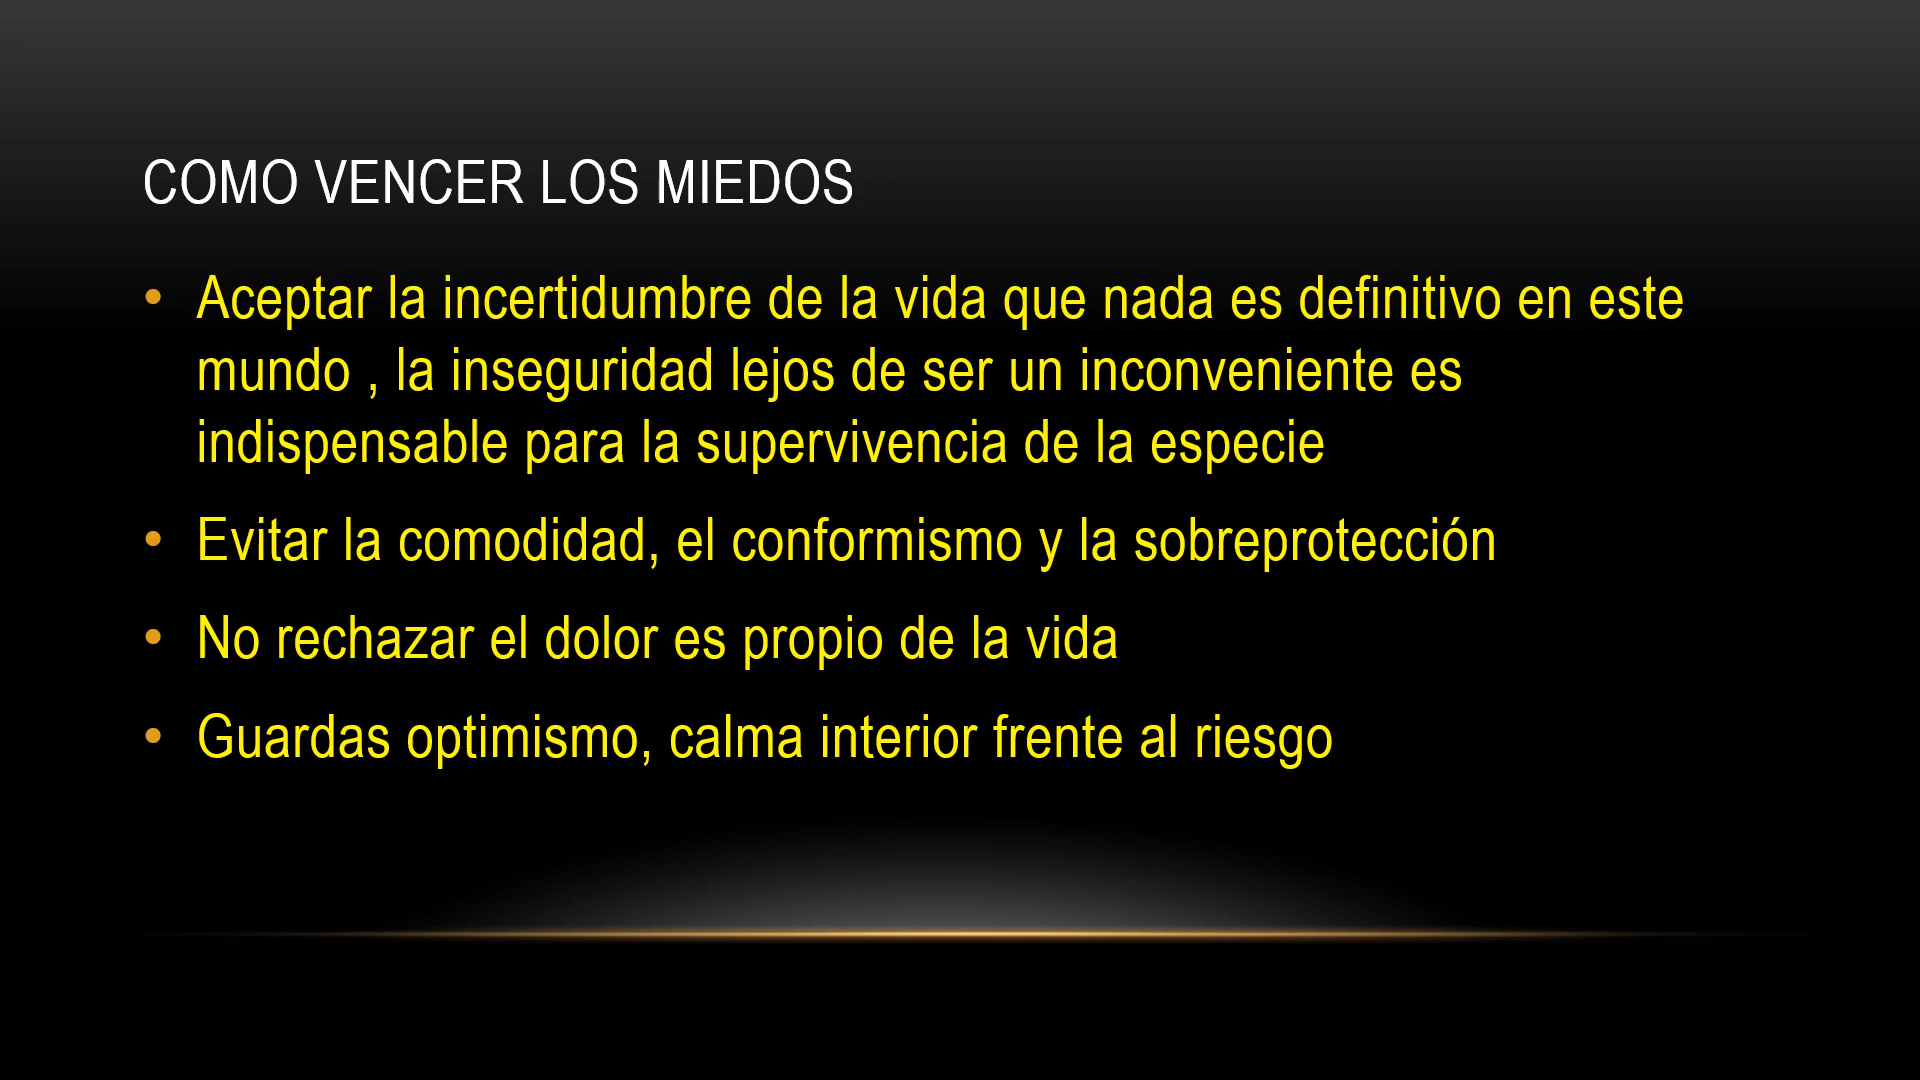 COMO VENCER LOS MIEDOS
• Aceptar la incertidumbre de la vida que nada es definitivo en este
mundo , la inseguridad lejos de ser un inconveniente es
indispensable para la supervivencia de la especie
• Evitar la comodidad, el conformismo y la sobreprotección
• No rechazar el dolor es propio de la vida
• Guardas optimismo, calma interior frente al riesgo